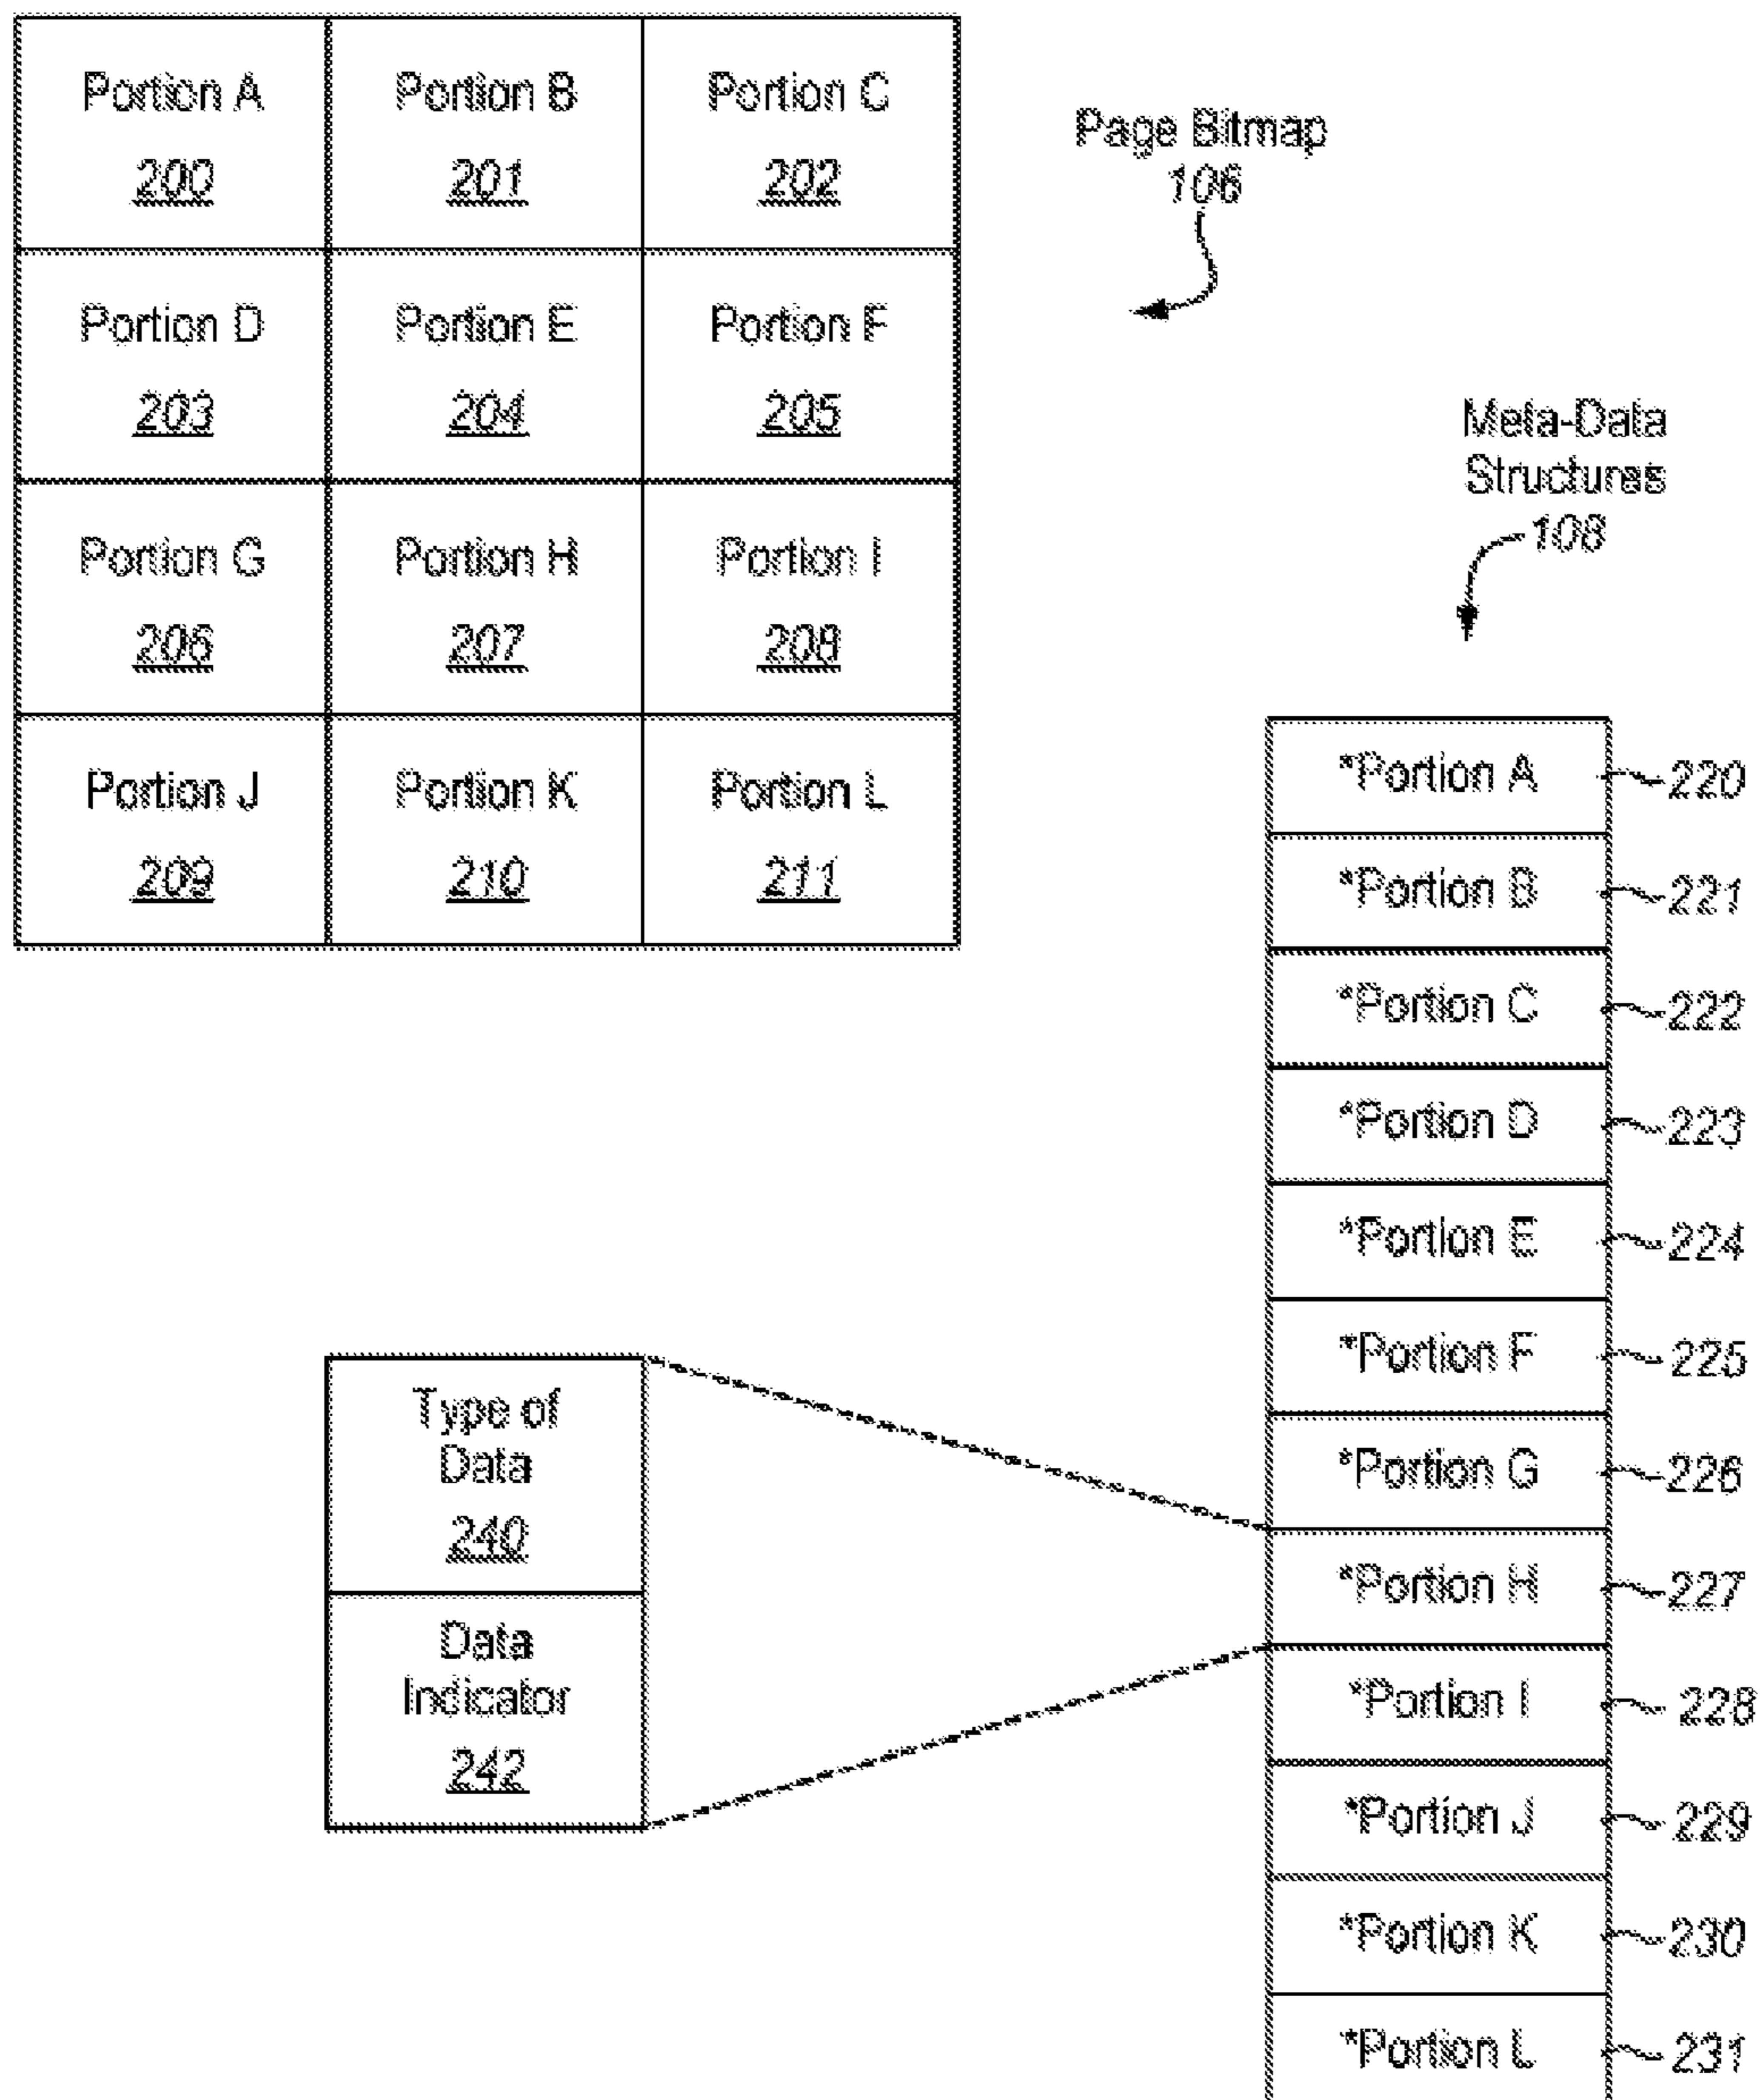 Portion A Portion B Portion C
200 201 202
Portion D Portion E Portion F
203 204 205
Portion G Portion H Portion I
206 207 208
Portion J Portion K Portion L
209 210 211
Page Bitmap
106
Meta-Data
Structures
108
*Portion A 220
*Portion B 221
*Portion C 222
*Portion D 223
*Portion E 224
*Portion F 225
*Portion G 226
*Portion H 227
*Portion I 228
*Portion J 229
*Portion K 230
*Portion L 231
Type of
Data
240
Data
Indicator
242